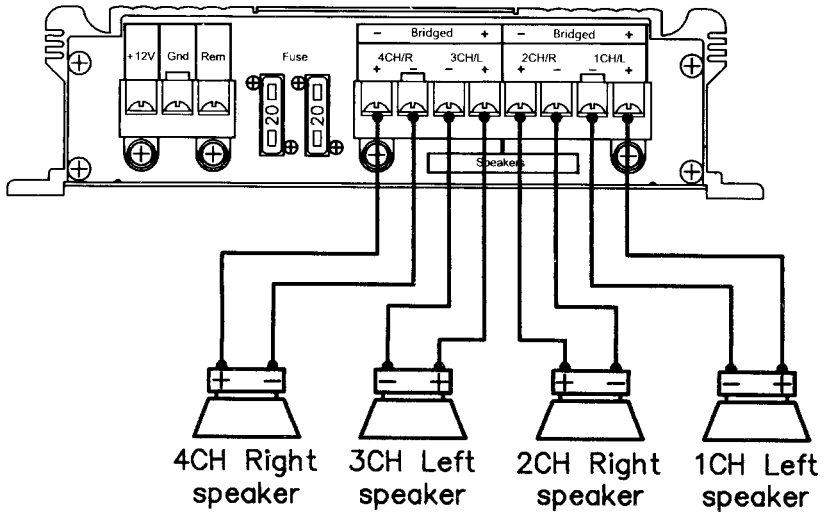 − Bridged + − Bridged +
+12V Gnd Rem Fuse 4CH/R 3CH/L 2CH/R 1CH/L
+ − − + + − − +
20 20
Speakers
+ − − + + − − +
4CH Right speaker
3CH Left speaker
2CH Right speaker
1CH Left speaker